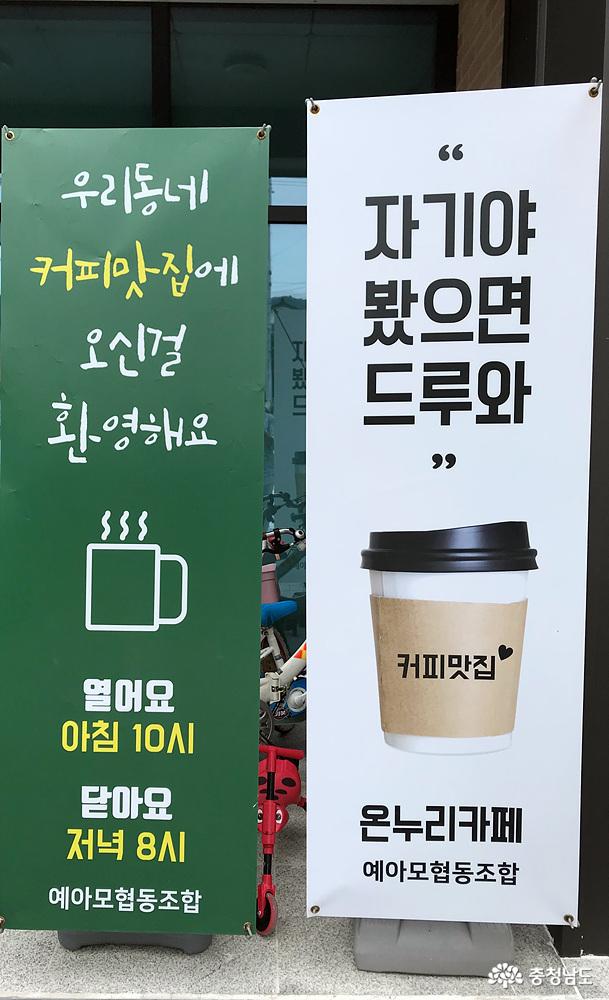 우리동네
커피맛집에
오신걸
환영해요
열어요
아침 10시
닫아요
저녁 8시
예아모협동조합
“
자기야
봤으면
드루와
”
커피맛집
온누리카페
예아모협동조합
충청남도